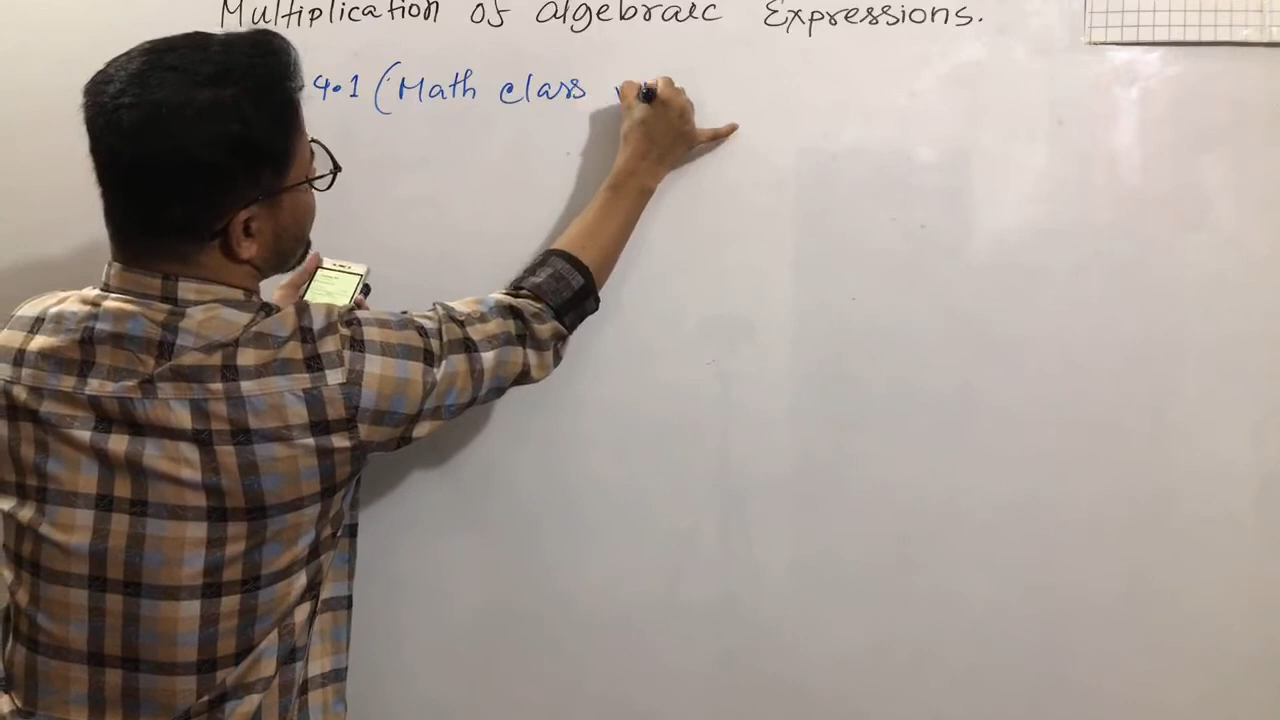 Multiplication of algebraic Expressions.
4.1 (Math class